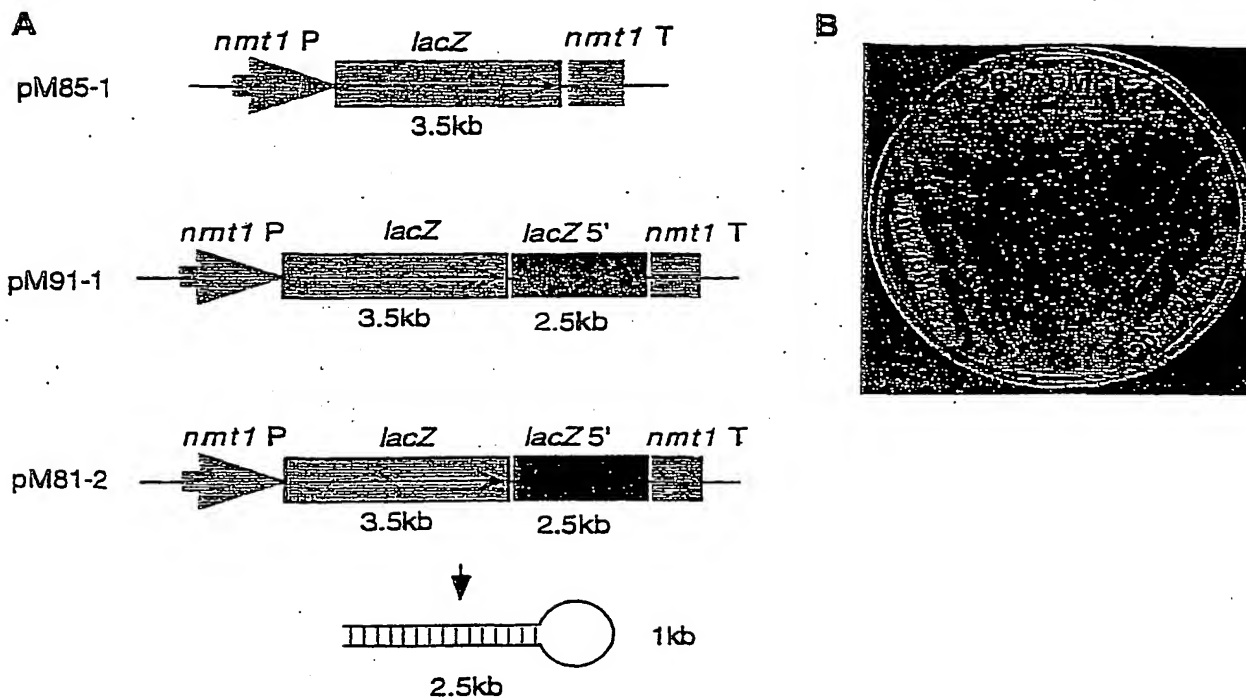 A
nmt1 P lacZ nmt1 T
pM85-1
3.5kb
nmt1 P lacZ lacZ 5' nmt1 T
pM91-1
3.5kb 2.5kb
nmt1 P lacZ lacZ 5' nmt1 T
pM81-2
3.5kb 2.5kb
1kb
2.5kb
B